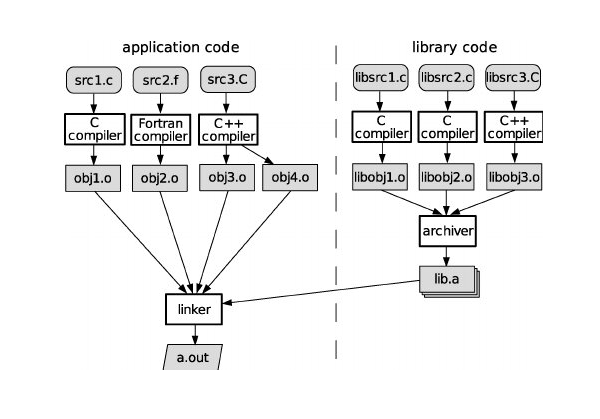 application code
library code
src1.c
src2.f
src3.C
libsrc1.c
libsrc2.c
libsrc3.C
C
compiler
Fortran
compiler
C++
compiler
C
compiler
C
compiler
C++
compiler
obj1.o
obj2.o
obj3.o
obj4.o
libobj1.o
libobj2.o
libobj3.o
archiver
lib.a
linker
a.out